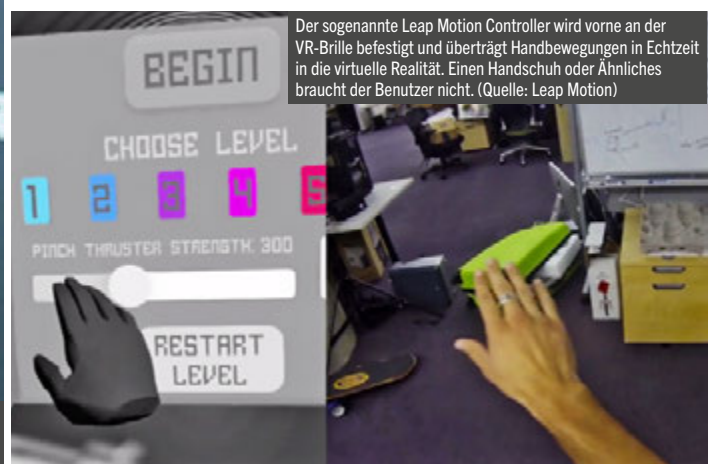 Der sogenannte Leap Motion Controller wird vorne an der
VR-Brille befestigt und überträgt Handbewegungen in Echtzeit
in die virtuelle Realität. Einen Handschuh oder Ähnliches
braucht der Benutzer nicht. (Quelle: Leap Motion)
BEGIN
CHOOSE LEVEL
1 2 3 4 5
PINCH THRUSTER STRENGTH: 300
RESTART
LEVEL